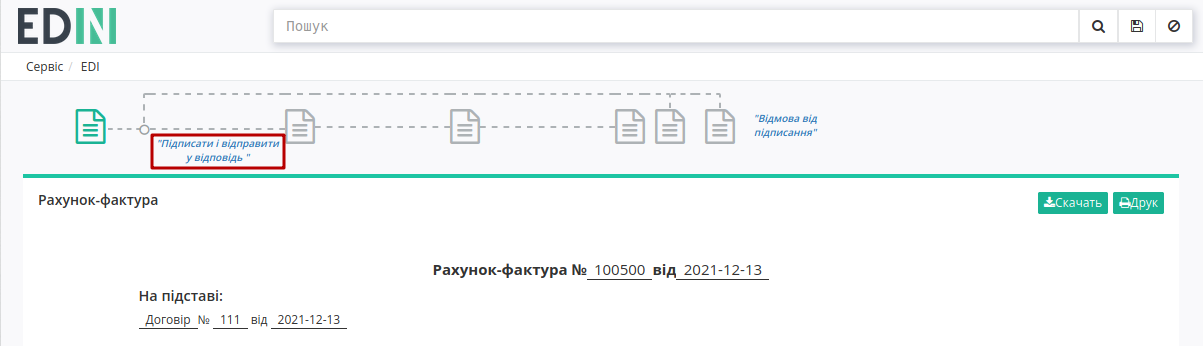 EDIN
Пошук
Сервіс / EDI
"Підписати і відправити
у відповідь "
"Відмова від
підписання"
Рахунок-фактура
Скачать
Друк
Рахунок-фактура № 100500 від 2021-12-13
На підставі:
Договір № 111 від 2021-12-13